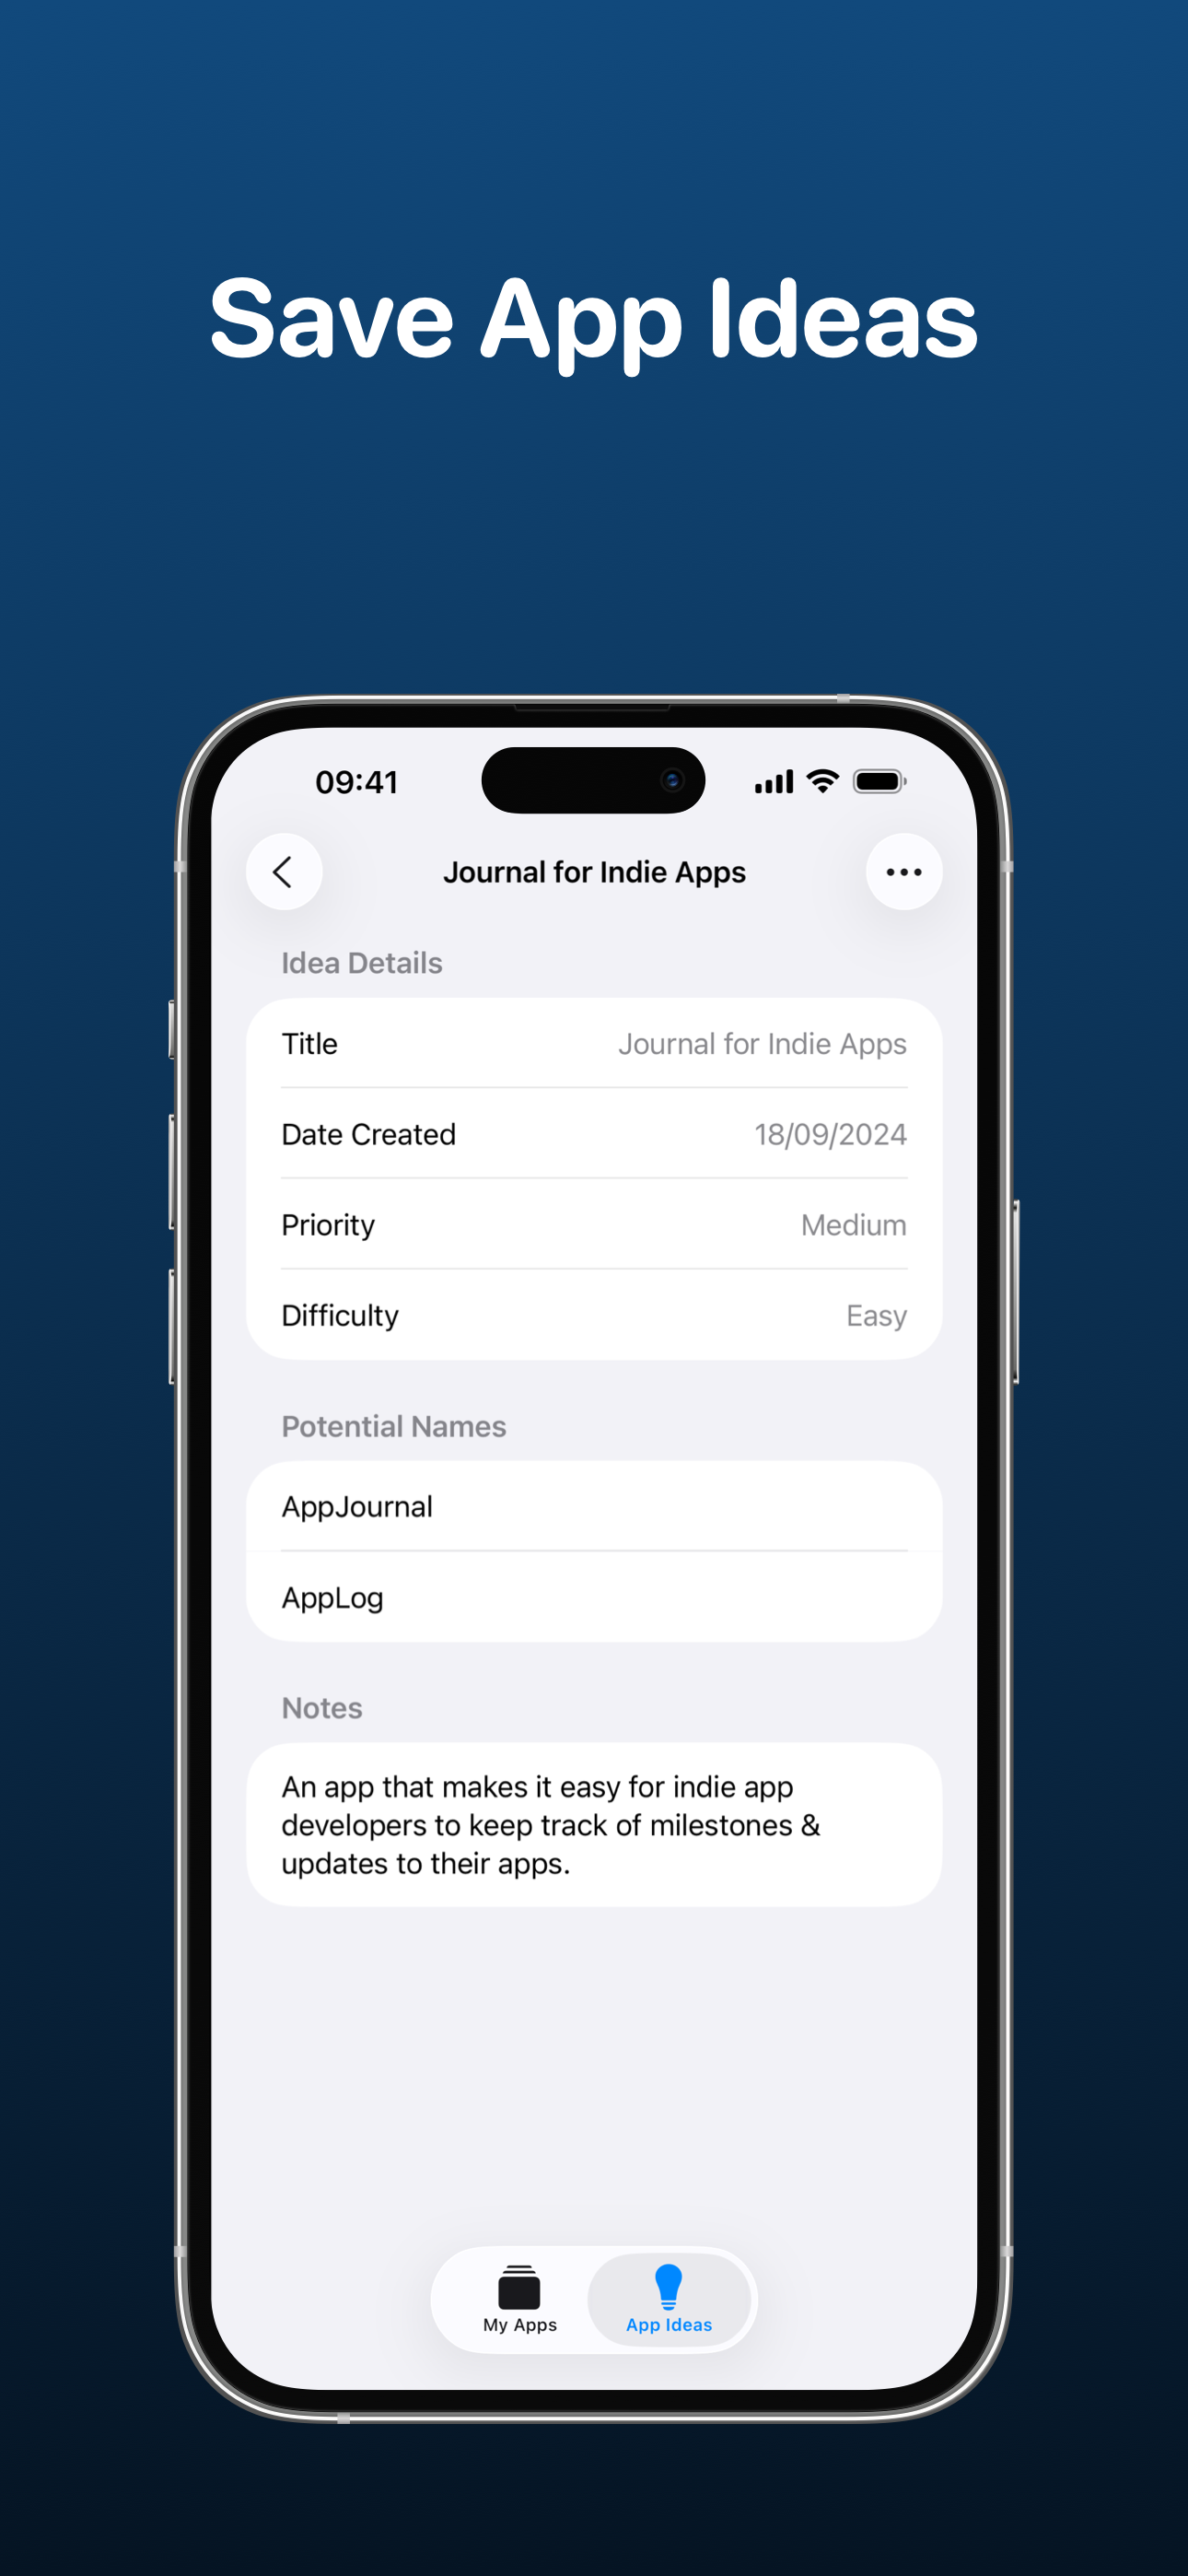 Save App Ideas
09:41
Journal for Indie Apps
Idea Details
Title Journal for Indie Apps
Date Created 18/09/2024
Priority Medium
Difficulty Easy
Potential Names
AppJournal
AppLog
Notes
An app that makes it easy for indie app
developers to keep track of milestones &
updates to their apps.
My Apps App Ideas